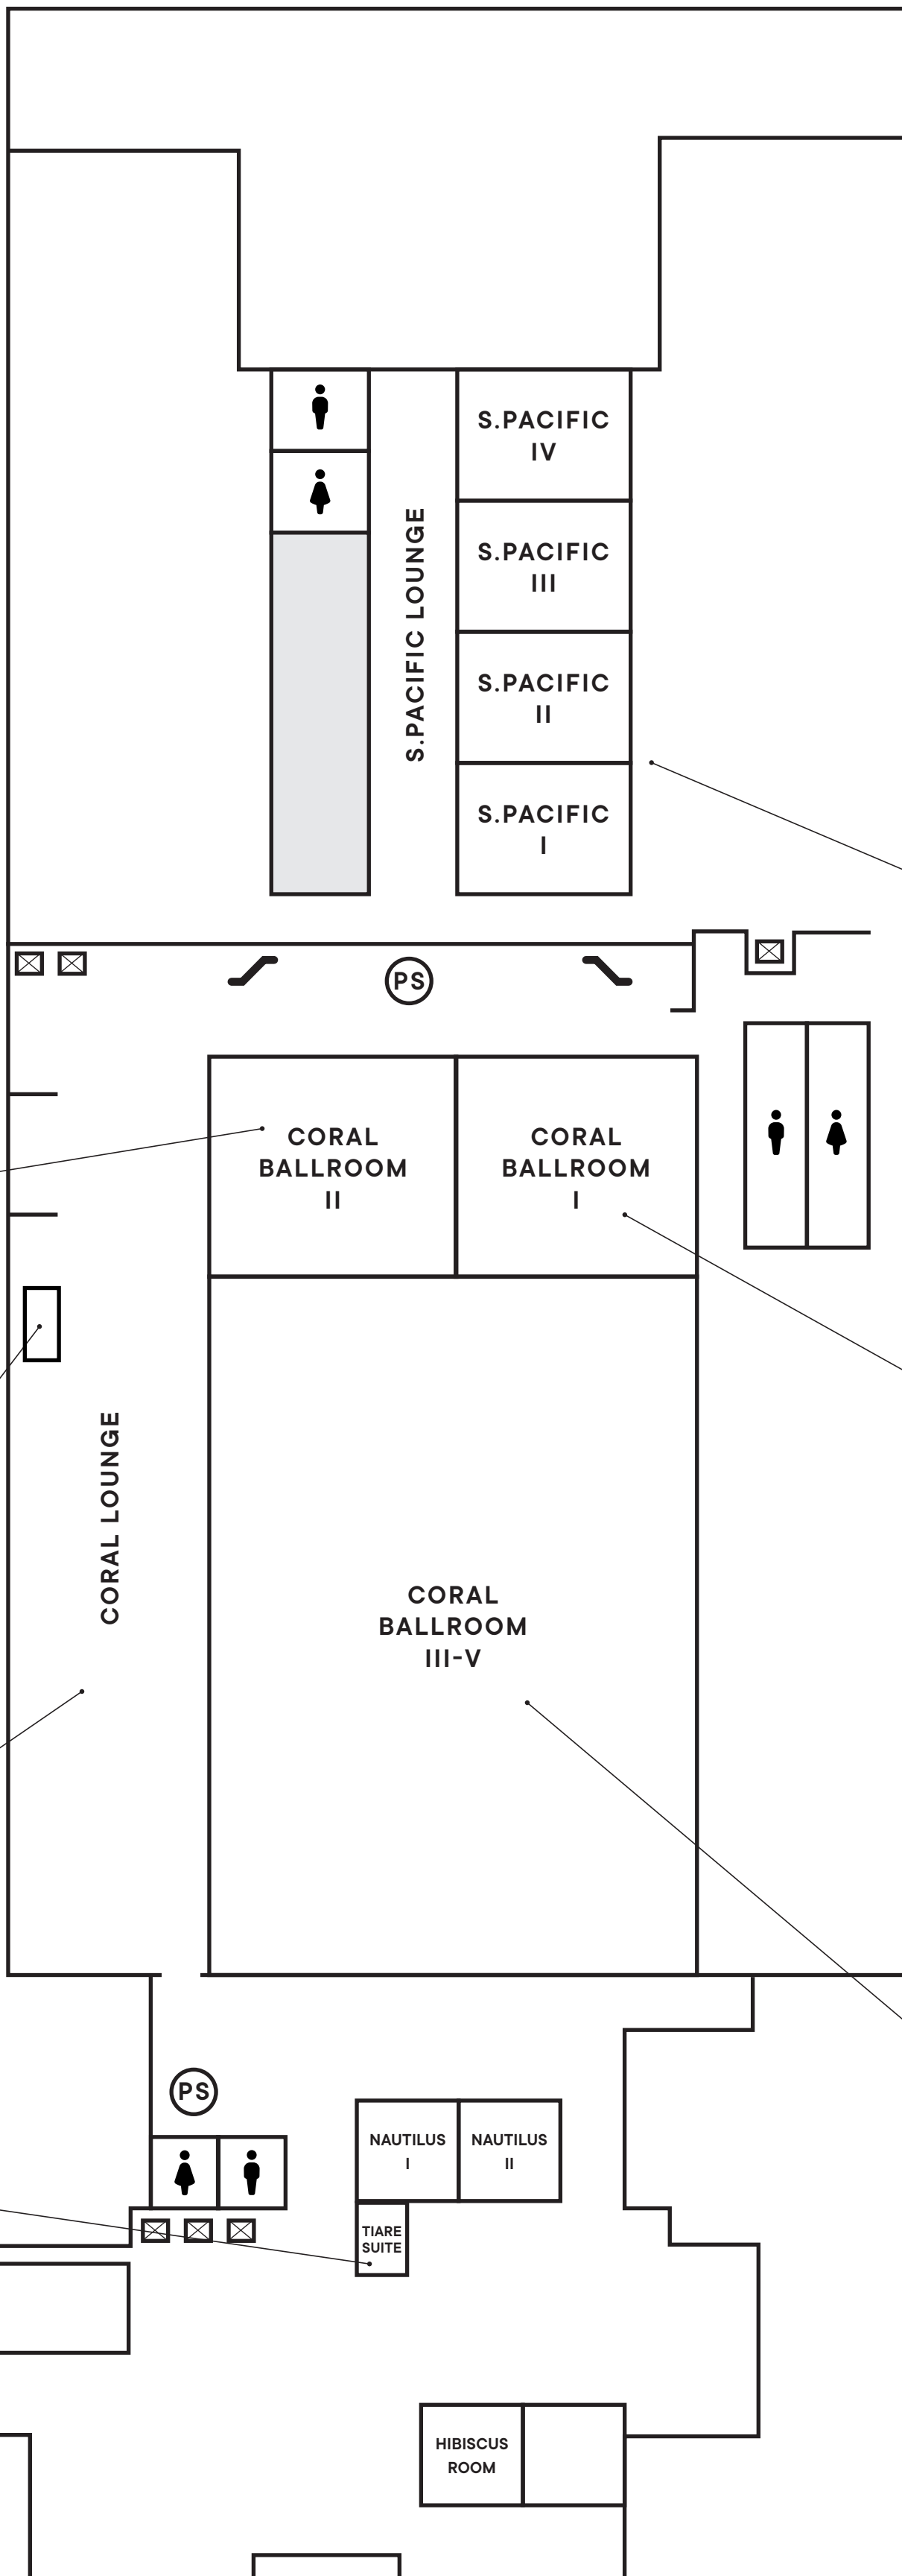 S.PACIFIC
IV
S.PACIFIC
III
S.PACIFIC LOUNGE
S.PACIFIC
II
S.PACIFIC
I
PS
CORAL
BALLROOM
II
CORAL
BALLROOM
I
CORAL LOUNGE
CORAL
BALLROOM
III-V
PS
NAUTILUS
I
NAUTILUS
II
TIARE
SUITE
HIBISCUS
ROOM